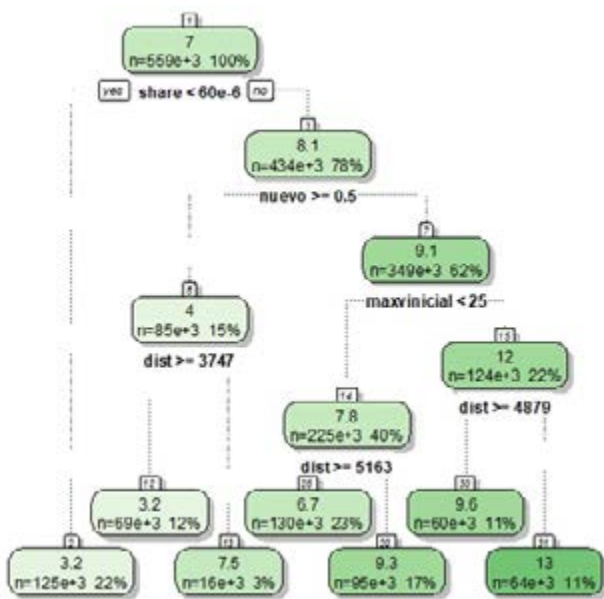 1
7
n=559e+3 100%
yes share < 60e-6 no
3
8.1
n=434e+3 78%
nuevo >= 0.5
7
9.1
n=349e+3 62%
maxvinicial < 25
6
4
n=85e+3 15%
dist >= 3747
15
12
n=124e+3 22%
dist >= 4879
14
7.8
n=225e+3 40%
dist >= 5163
12
3.2
n=69e+3 12%
28
6.7
n=130e+3 23%
30
9.6
n=60e+3 11%
2
3.2
n=125e+3 22%
13
7.5
n=16e+3 3%
9.3
n=95e+3 17%
31
13
n=64e+3 11%